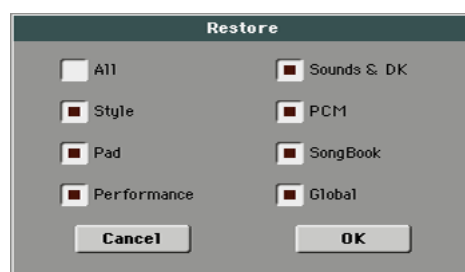 Restore
All
Sounds & DK
Style
PCM
Pad
SongBook
Performance
Global
Cancel
OK